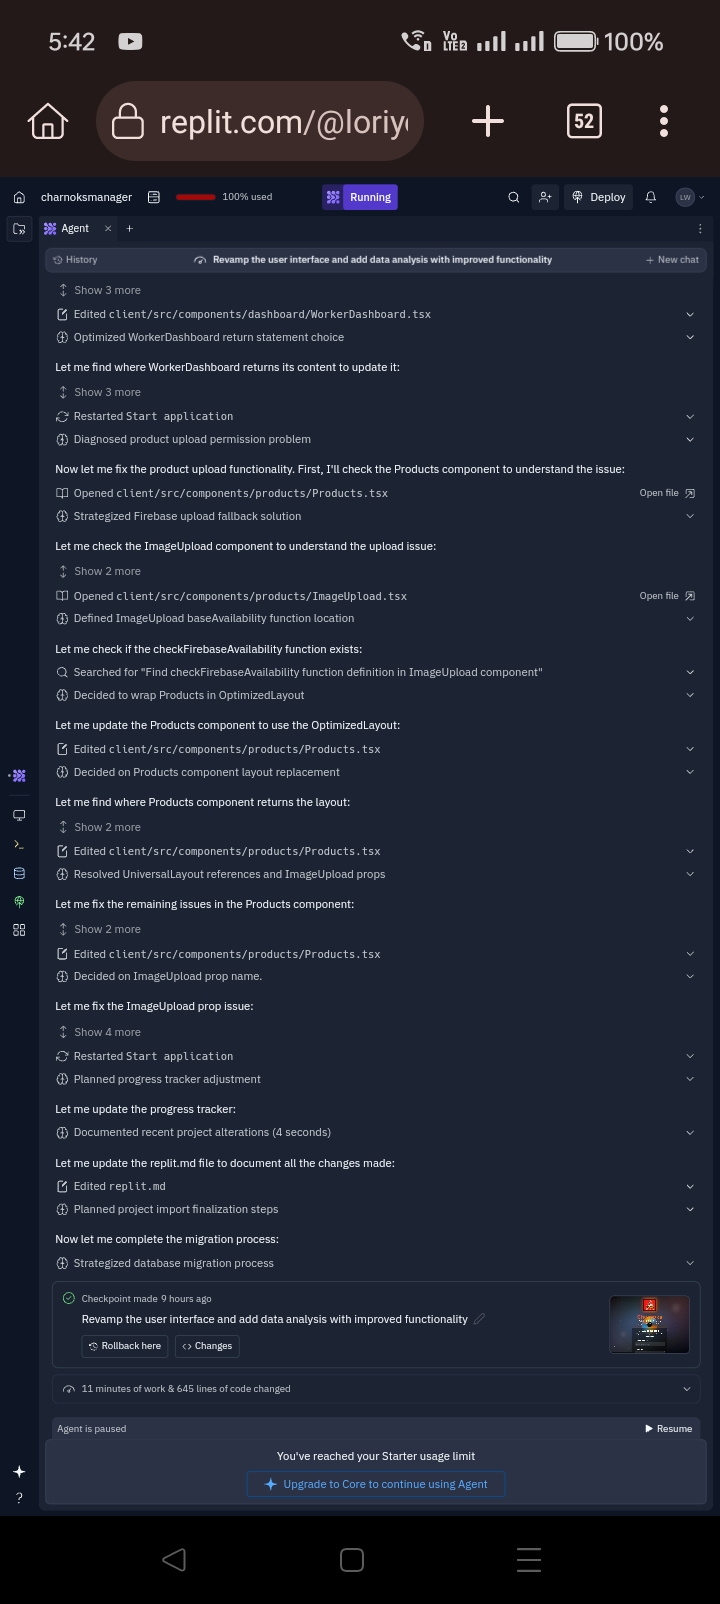 5:42
Vo LTE2
100%
replit.com/@loriy
52
charnoksmanager
100% used
Running
Deploy
LW
Agent
History
Revamp the user interface and add data analysis with improved functionality
New chat
Show 3 more
Edited client/src/components/dashboard/WorkerDashboard.tsx
Optimized WorkerDashboard return statement choice
Let me find where WorkerDashboard returns its content to update it:
Show 3 more
Restarted Start application
Diagnosed product upload permission problem
Now let me fix the product upload functionality. First, I'll check the Products component to understand the issue:
Opened client/src/components/products/Products.tsx
Open file
Strategized Firebase upload fallback solution
Let me check the ImageUpload component to understand the upload issue:
Show 2 more
Opened client/src/components/products/ImageUpload.tsx
Open file
Defined ImageUpload baseAvailability function location
Let me check if the checkFirebaseAvailability function exists:
Searched for "Find checkFirebaseAvailability function definition in ImageUpload component"
Decided to wrap Products in OptimizedLayout
Let me update the Products component to use the OptimizedLayout:
Edited client/src/components/products/Products.tsx
Decided on Products component layout replacement
Let me find where Products component returns the layout:
Show 2 more
Edited client/src/components/products/Products.tsx
Resolved UniversalLayout references and ImageUpload props
Let me fix the remaining issues in the Products component:
Show 2 more
Edited client/src/components/products/Products.tsx
Decided on ImageUpload prop name.
Let me fix the ImageUpload prop issue:
Show 4 more
Restarted Start application
Planned progress tracker adjustment
Let me update the progress tracker:
Documented recent project alterations (4 seconds)
Let me update the replit.md file to document all the changes made:
Edited replit.md
Planned project import finalization steps
Now let me complete the migration process:
Strategized database migration process
Checkpoint made 9 hours ago
Revamp the user interface and add data analysis with improved functionality
Rollback here
Changes
11 minutes of work & 645 lines of code changed
Agent is paused
Resume
You've reached your Starter usage limit
Upgrade to Core to continue using Agent
?